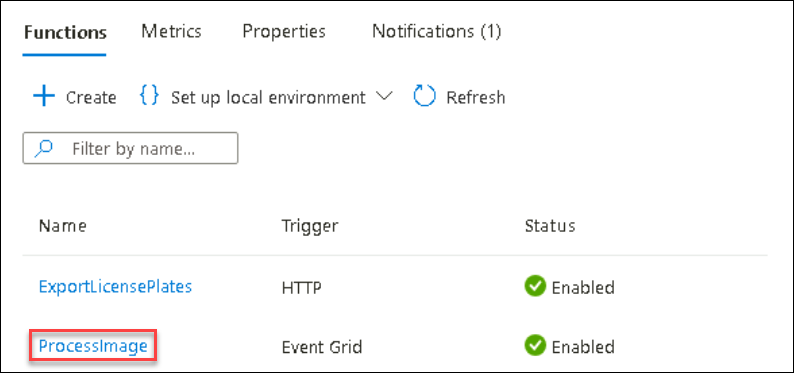 Functions Metrics Properties Notifications (1)
Create {} Set up local environment Refresh
Filter by name...
Name Trigger Status
ExportLicensePlates HTTP Enabled
ProcessImage Event Grid Enabled